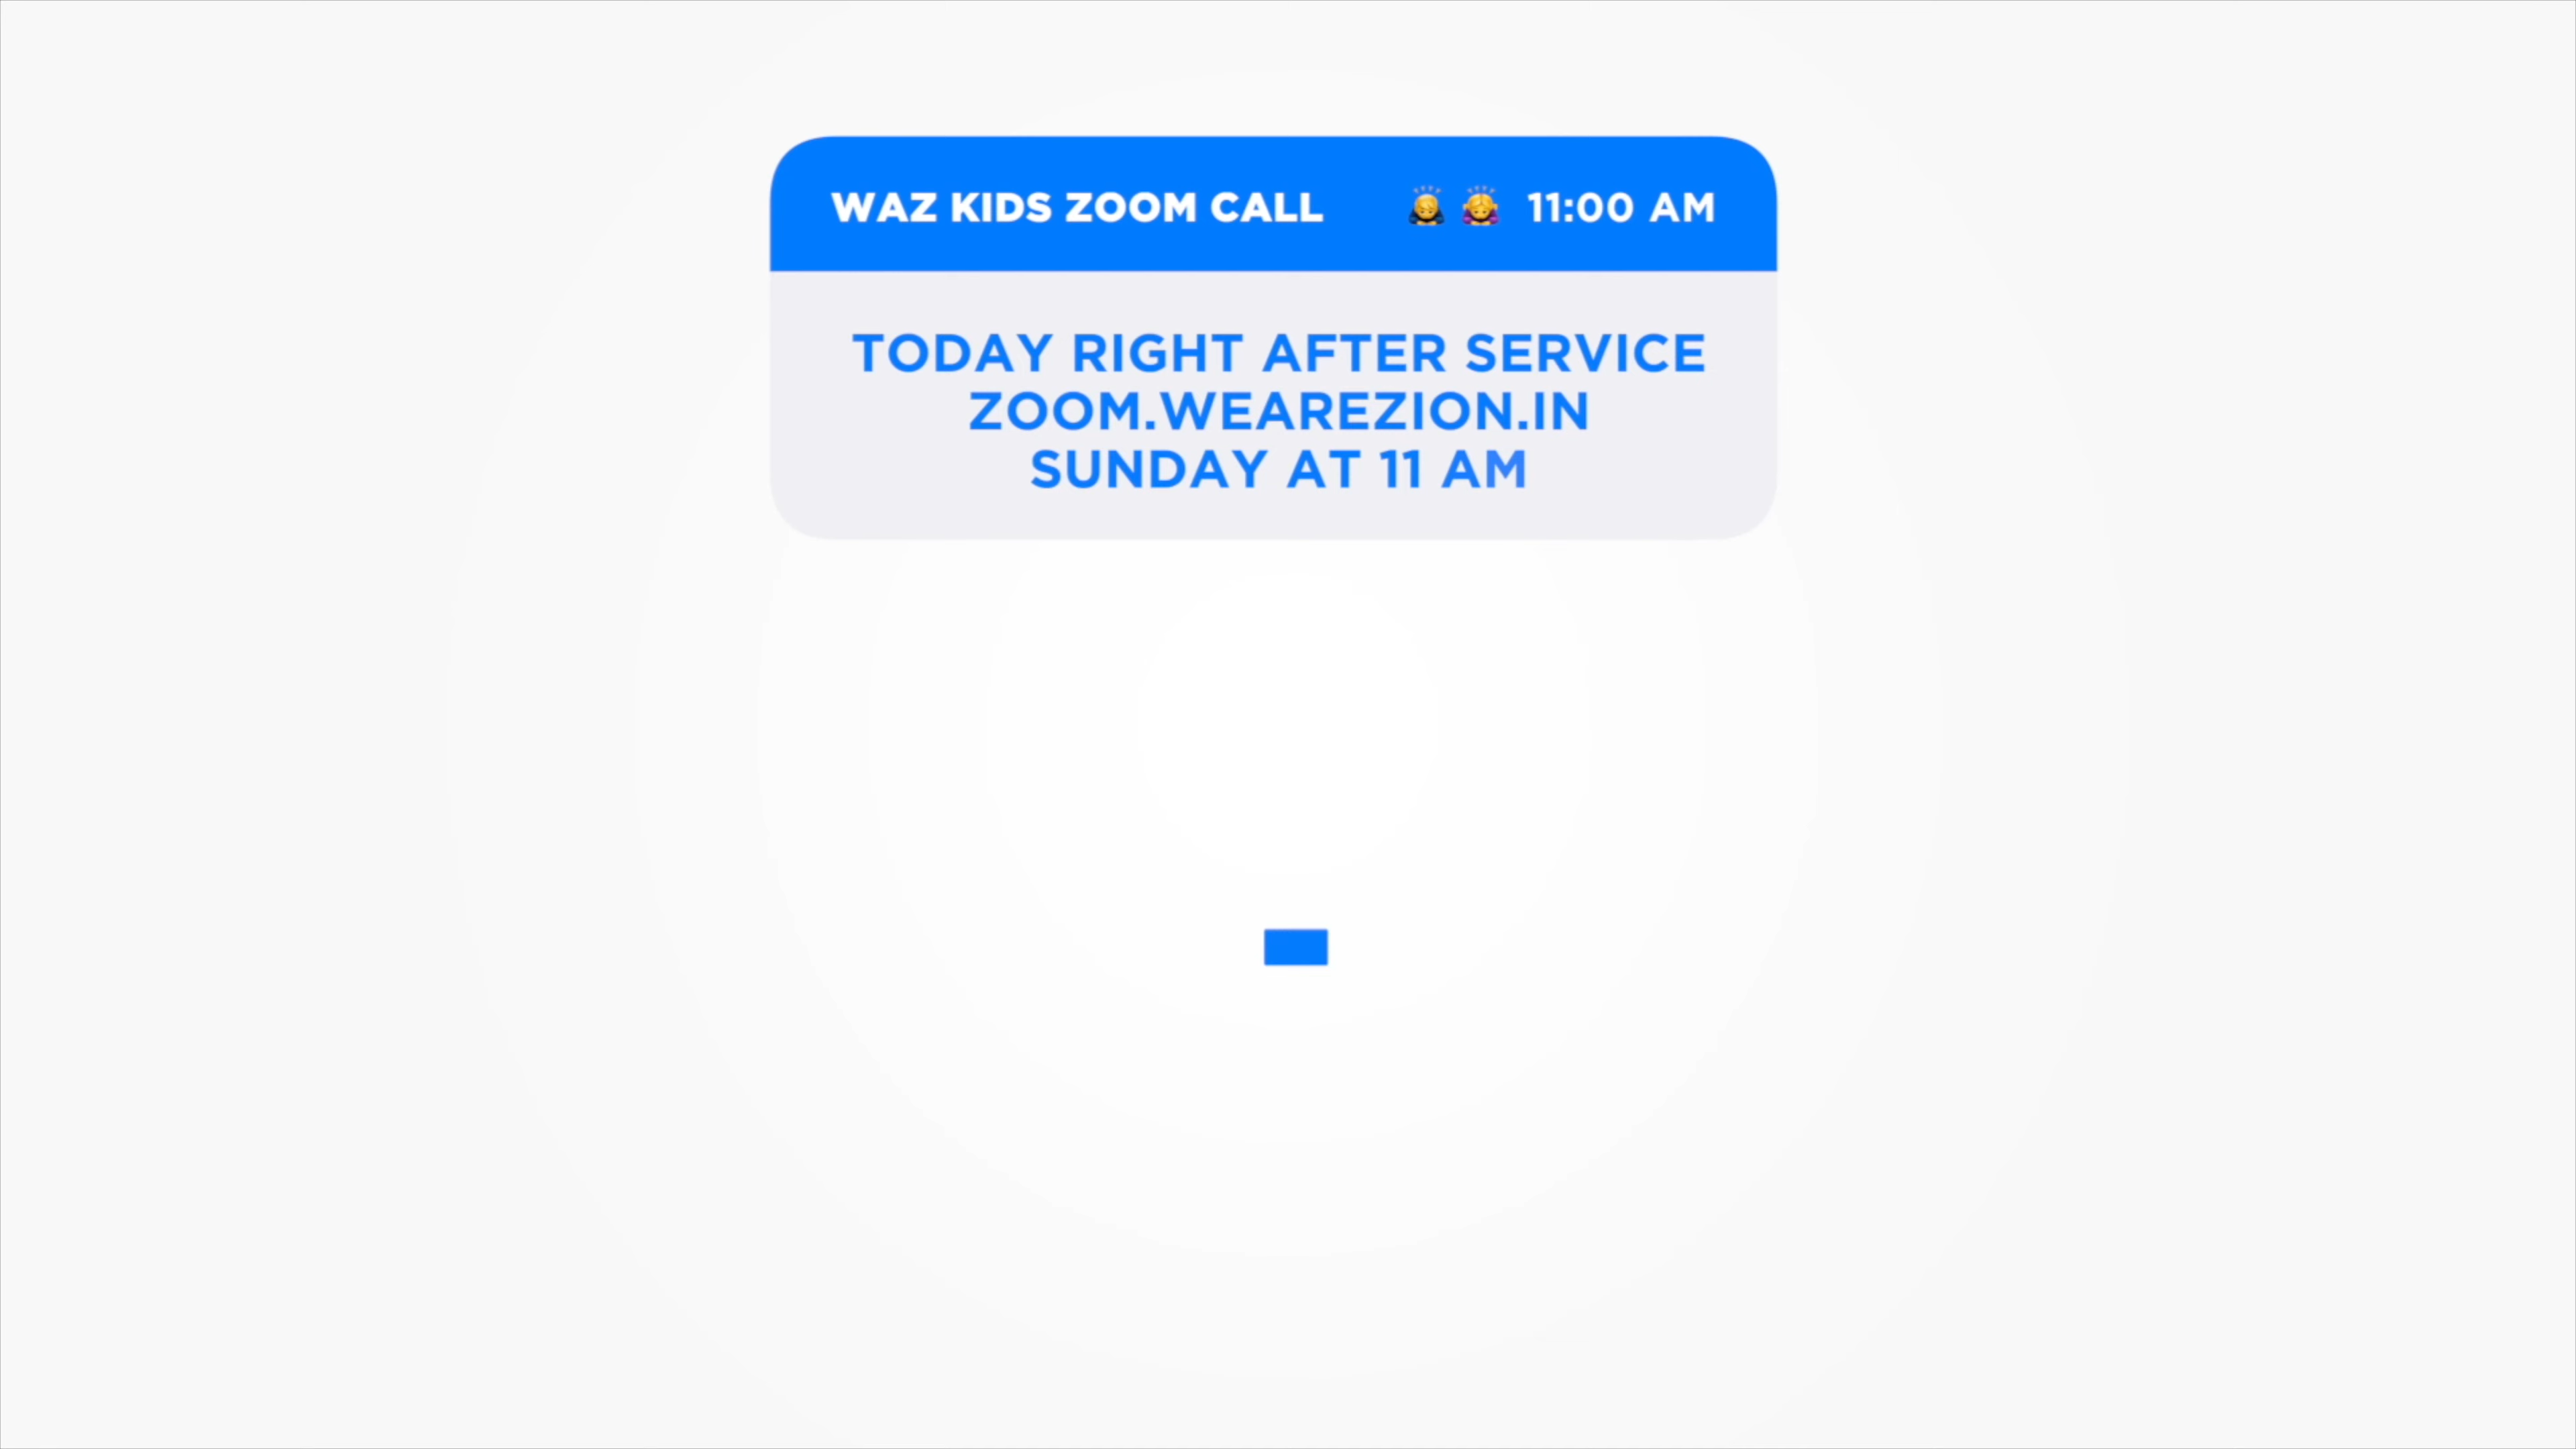 WAZ KIDS ZOOM CALL 🙇 🙇‍♀️ 11:00 AM
TODAY RIGHT AFTER SERVICE
ZOOM.WEAREZION.IN
SUNDAY AT 11 AM